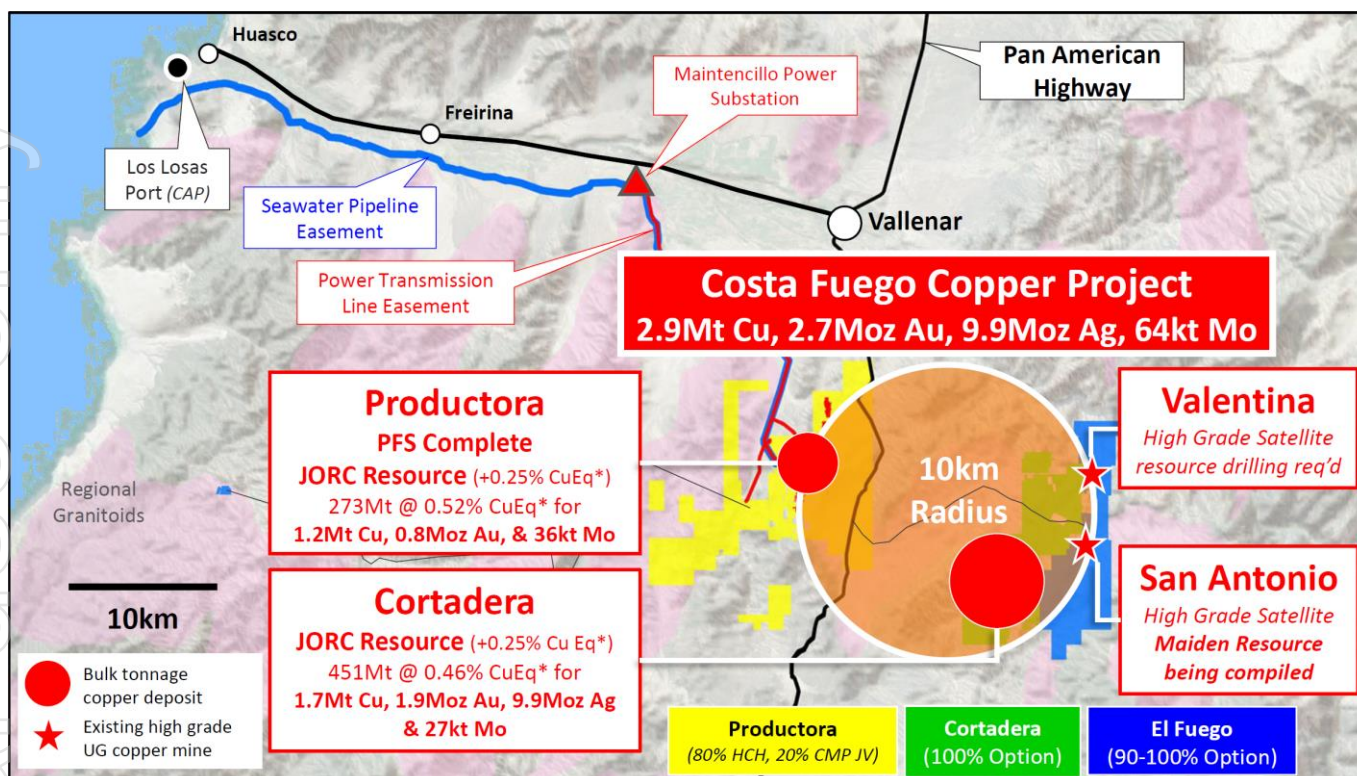 Huasco
Pan American
Highway
Maintencillo Power
Substation
Freirina
Los Losas
Port (CAP)
Seawater Pipeline
Easement
Vallenar
Power Transmission
Line Easement
Costa Fuego Copper Project
2.9Mt Cu, 2.7Moz Au, 9.9Moz Ag, 64kt Mo
Productora
PFS Complete
JORC Resource (+0.25% CuEq*)
273Mt @ 0.52% CuEq* for
1.2Mt Cu, 0.8Moz Au, & 36kt Mo
Valentina
High Grade Satellite
resource drilling req'd
10km
Radius
Regional
Granitoids
10km
Cortadera
JORC Resource (+0.25% Cu Eq*)
451Mt @ 0.46% CuEq* for
1.7Mt Cu, 1.9Moz Au, 9.9Moz Ag
& 27kt Mo
San Antonio
High Grade Satellite
Maiden Resource
being compiled
Bulk tonnage
copper deposit
Existing high grade
UG copper mine
Productora
(80% HCH, 20% CMP JV)
Cortadera
(100% Option)
El Fuego
(90-100% Option)